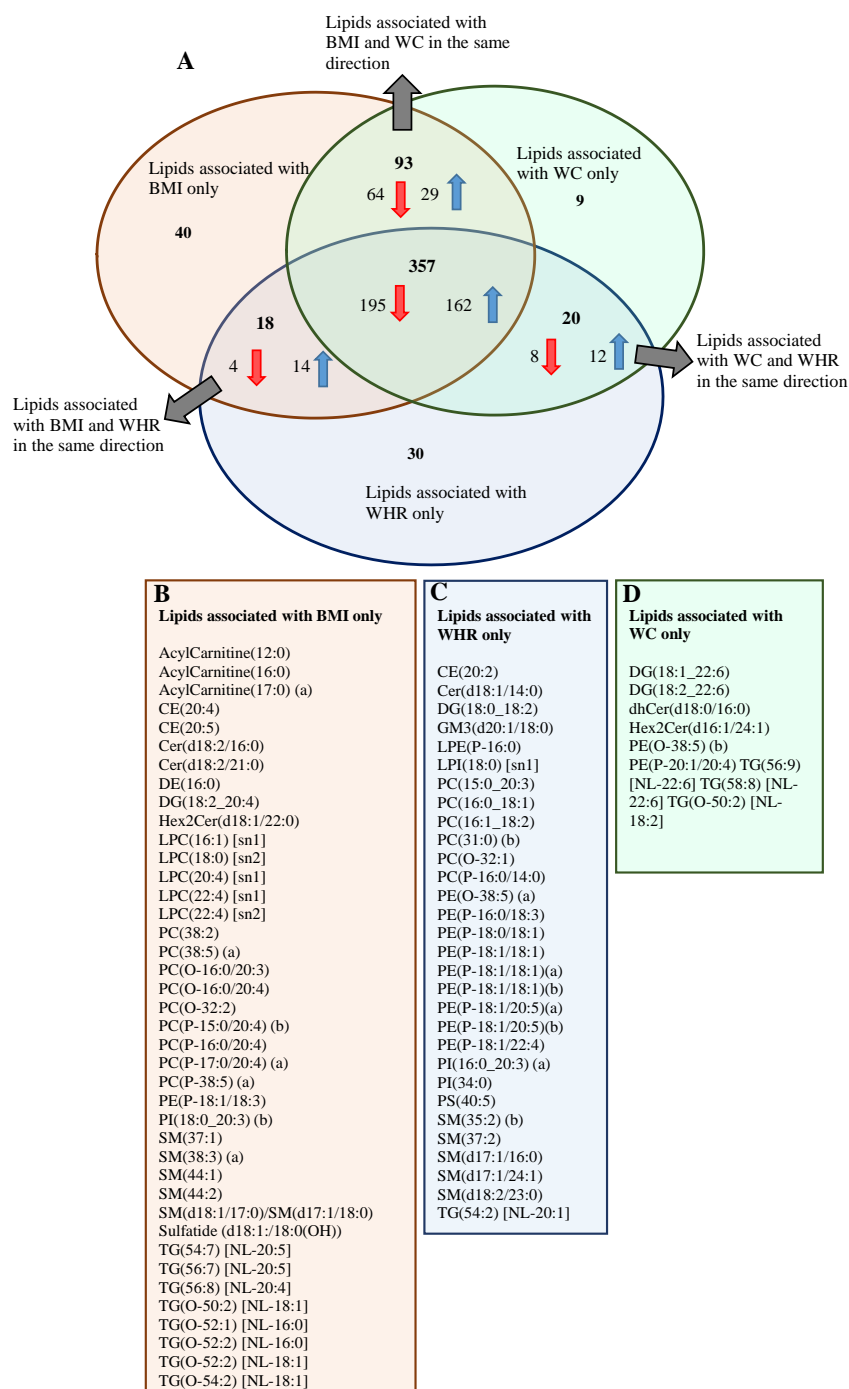 Lipids associated with
BMI and WC in the same
direction
A
Lipids associated with
BMI only
40
93
64
29
Lipids associated
with WC only
9
357
195
162
18
4
14
20
8
12
Lipids associated
with WC and WHR
in the same direction
Lipids associated
with BMI and WHR
in the same direction
30
Lipids associated with
WHR only
B
Lipids associated with BMI only
AcylCarnitine(12:0)
AcylCarnitine(16:0)
AcylCarnitine(17:0) (a)
CE(20:4)
CE(20:5)
Cer(d18:2/16:0)
Cer(d18:2/21:0)
DE(16:0)
DG(18:2_20:4)
Hex2Cer(d18:1/22:0)
LPC(16:1) [sn1]
LPC(18:0) [sn2]
LPC(20:4) [sn1]
LPC(22:4) [sn1]
LPC(22:4) [sn2]
PC(38:2)
PC(38:5) (a)
PC(O-16:0/20:3)
PC(O-16:0/20:4)
PC(O-32:2)
PC(P-15:0/20:4) (b)
PC(P-16:0/20:4)
PC(P-17:0/20:4) (a)
PC(P-38:5) (a)
PE(P-18:1/18:3)
PI(18:0_20:3) (b)
SM(37:1)
SM(38:3) (a)
SM(44:1)
SM(44:2)
SM(d18:1/17:0)/SM(d17:1/18:0)
Sulfatide (d18:1:/18:0(OH))
TG(54:7) [NL-20:5]
TG(56:7) [NL-20:5]
TG(56:8) [NL-20:4]
TG(O-50:2) [NL-18:1]
TG(O-52:1) [NL-16:0]
TG(O-52:2) [NL-16:0]
TG(O-52:2) [NL-18:1]
TG(O-54:2) [NL-18:1]
C
Lipids associated with
WHR only
CE(20:2)
Cer(d18:1/14:0)
DG(18:0_18:2)
GM3(d20:1/18:0)
LPE(P-16:0)
LPI(18:0) [sn1]
PC(15:0_20:3)
PC(16:0_18:1)
PC(16:1_18:2)
PC(31:0) (b)
PC(O-32:1)
PC(P-16:0/14:0)
PE(O-38:5) (a)
PE(P-16:0/18:3)
PE(P-18:0/18:1)
PE(P-18:1/18:1)
PE(P-18:1/18:1)(a)
PE(P-18:1/18:1)(b)
PE(P-18:1/20:5)(a)
PE(P-18:1/20:5)(b)
PE(P-18:1/22:4)
PI(16:0_20:3) (a)
PI(34:0)
PS(40:5)
SM(35:2) (b)
SM(37:2)
SM(d17:1/16:0)
SM(d17:1/24:1)
SM(d18:2/23:0)
TG(54:2) [NL-20:1]
D
Lipids associated with
WC only
DG(18:1_22:6)
DG(18:2_22:6)
dhCer(d18:0/16:0)
Hex2Cer(d16:1/24:1)
PE(O-38:5) (b)
PE(P-20:1/20:4) TG(56:9)
[NL-22:6] TG(58:8) [NL-
22:6] TG(O-50:2) [NL-
18:2]